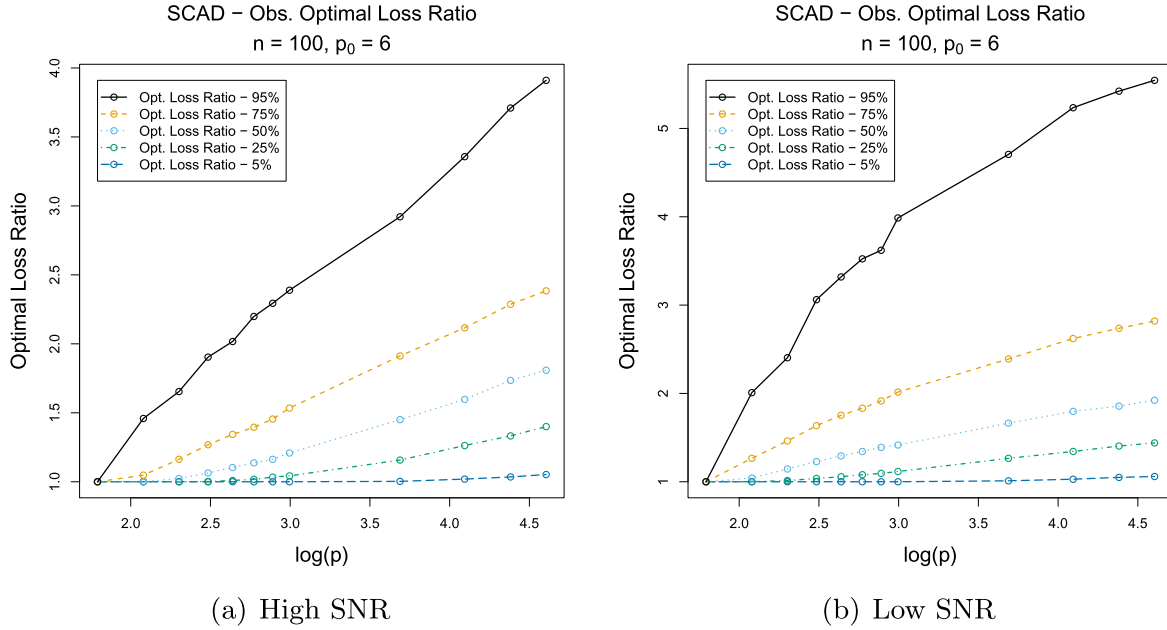 SCAD − Obs. Optimal Loss Ratio
n = 100, p₀ = 6
Opt. Loss Ratio − 95%
Opt. Loss Ratio − 75%
Opt. Loss Ratio − 50%
Opt. Loss Ratio − 25%
Opt. Loss Ratio − 5%
Optimal Loss Ratio
4.0
3.5
3.0
2.5
2.0
1.5
1.0
2.0 2.5 3.0 3.5 4.0 4.5
log(p)
(a) High SNR
SCAD − Obs. Optimal Loss Ratio
n = 100, p₀ = 6
Opt. Loss Ratio − 95%
Opt. Loss Ratio − 75%
Opt. Loss Ratio − 50%
Opt. Loss Ratio − 25%
Opt. Loss Ratio − 5%
Optimal Loss Ratio
5
4
3
2
1
2.0 2.5 3.0 3.5 4.0 4.5
log(p)
(b) Low SNR